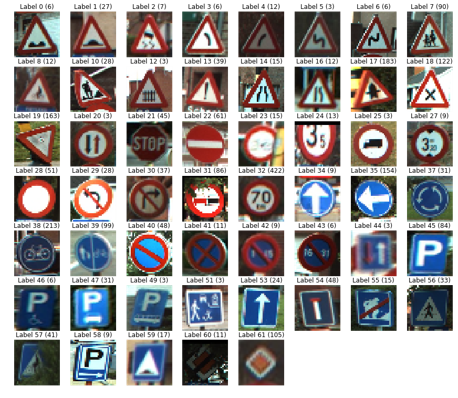 Label 0 (6) Label 1 (27) Label 2 (7) Label 3 (6) Label 4 (12) Label 5 (3) Label 6 (6) Label 7 (90)
Label 8 (12) Label 10 (28) Label 12 (3) Label 13 (39) Label 14 (15) Label 16 (12) Label 17 (183) Label 18 (122)
Label 19 (163) Label 20 (3) Label 21 (45) Label 22 (61) Label 23 (15) Label 24 (13) Label 25 (3) Label 27 (9)
STOP 3,5
Label 28 (51) Label 29 (28) Label 30 (37) Label 31 (86) Label 32 (422) Label 34 (9) Label 35 (154) Label 37 (31)
70
Label 38 (213) Label 39 (99) Label 40 (48) Label 41 (11) Label 42 (9) Label 43 (6) Label 44 (3) Label 45 (84)
1 15 16 31 P
Label 46 (6) Label 47 (31) Label 49 (3) Label 51 (3) Label 53 (24) Label 54 (48) Label 55 (15) Label 56 (33)
P P P
Label 57 (41) Label 58 (9) Label 59 (17) Label 60 (11) Label 61 (105)
P